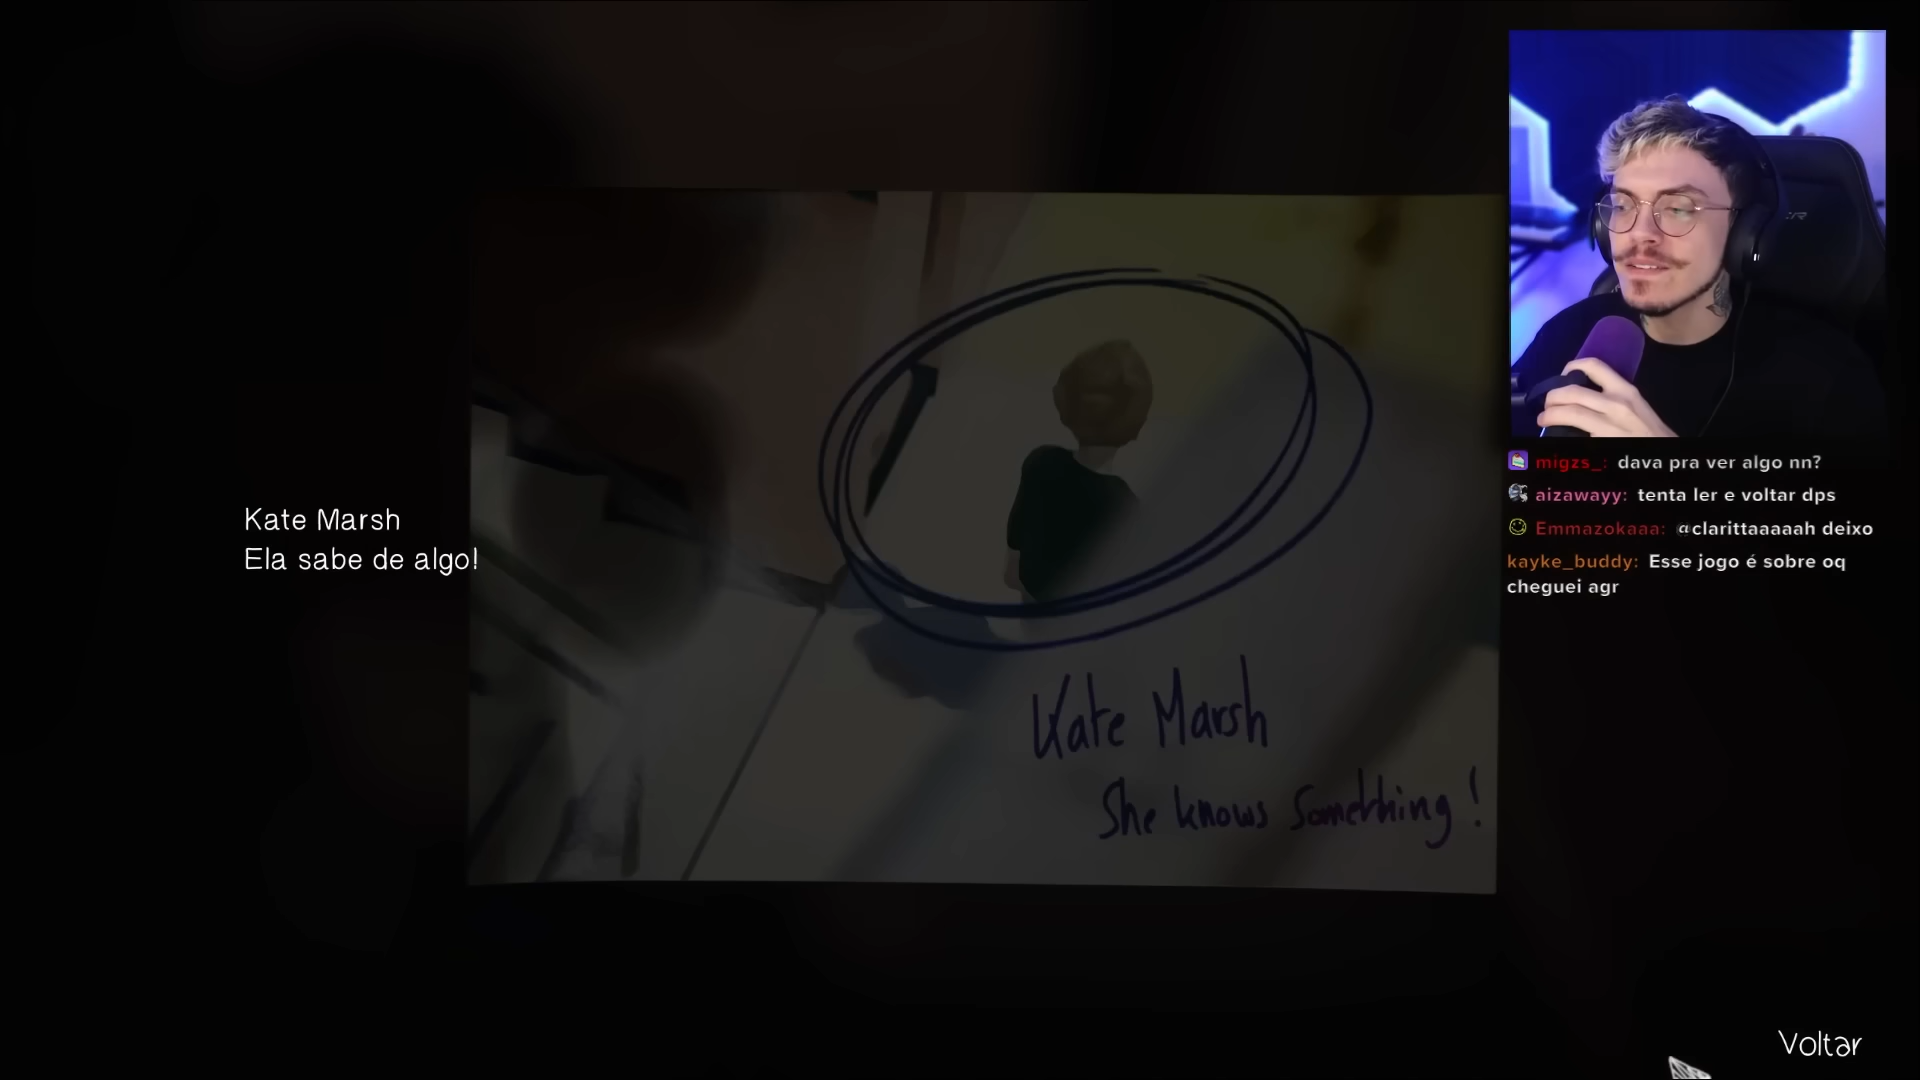 Kate Marsh
Ela sabe de algo!
Kate Marsh
She knows something!
migzs_: dava pra ver algo nn?
aizawayy: tenta ler e voltar dps
Emmazokaaa: @clarittaaaaah deixo
kayke_buddy: Esse jogo é sobre oq
cheguei agr
Voltar